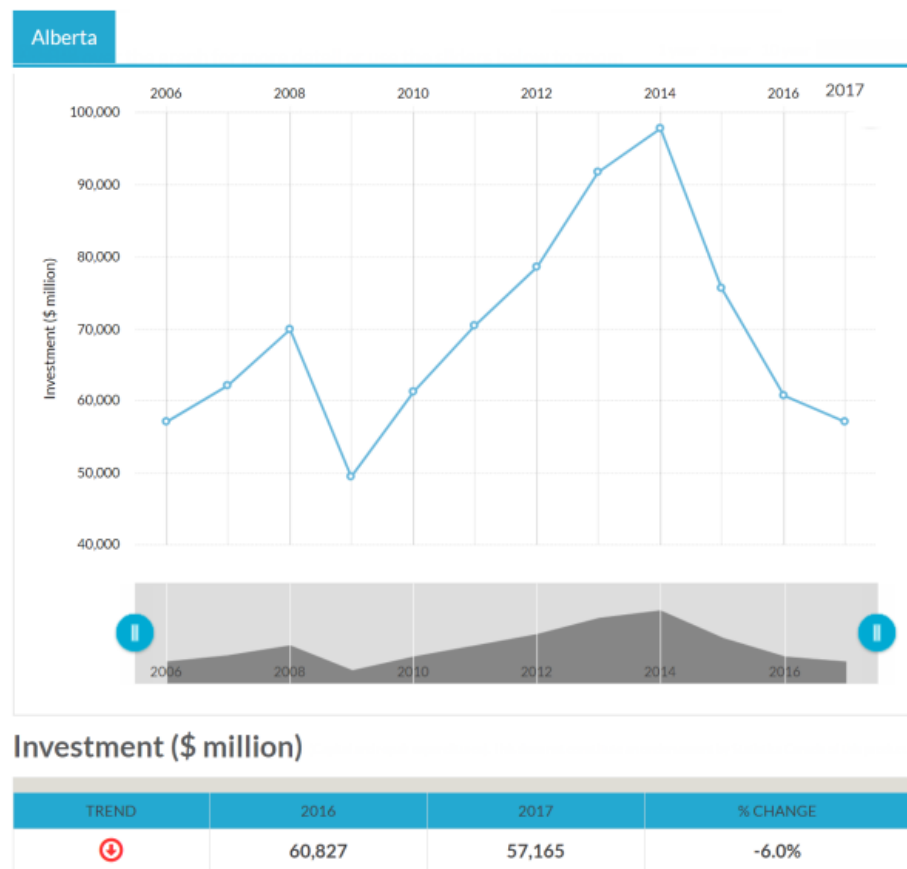 Alberta
2006 2008 2010 2012 2014 2016 2017
100,000
90,000
80,000
70,000
60,000
50,000
40,000
Investment ($ million)
2006 2008 2010 2012 2014 2016
Investment ($ million)
TREND 2016 2017 % CHANGE
60,827 57,165 -6.0%